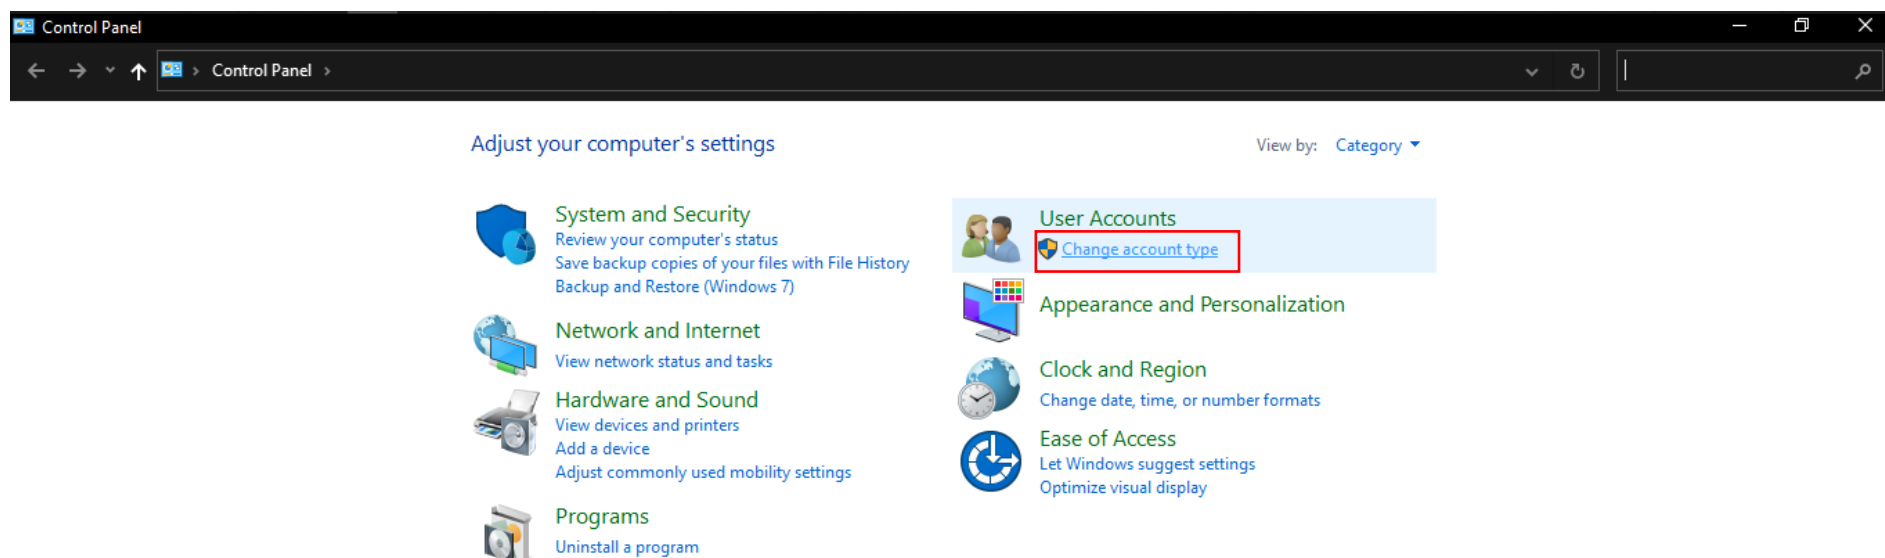 Control Panel
Control Panel
Adjust your computer's settings
View by: Category
System and Security
Review your computer's status
Save backup copies of your files with File History
Backup and Restore (Windows 7)
Network and Internet
View network status and tasks
Hardware and Sound
View devices and printers
Add a device
Adjust commonly used mobility settings
Programs
Uninstall a program
User Accounts
Change account type
Appearance and Personalization
Clock and Region
Change date, time, or number formats
Ease of Access
Let Windows suggest settings
Optimize visual display